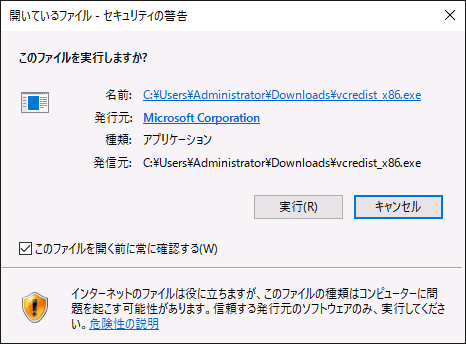 開いているファイル - セキュリティの警告
このファイルを実行しますか?
名前: C:¥Users¥Administrator¥Downloads¥vcredist_x86.exe
発行元: Microsoft Corporation
種類: アプリケーション
発信元: C:¥Users¥Administrator¥Downloads¥vcredist_x86.exe
実行(R) キャンセル
このファイルを開く前に常に確認する(W)
インターネットのファイルは役に立ちますが、このファイルの種類はコンピューターに問
題を起こす可能性があります。信頼する発行元のソフトウェアのみ、実行してくださ
い。危険性の説明